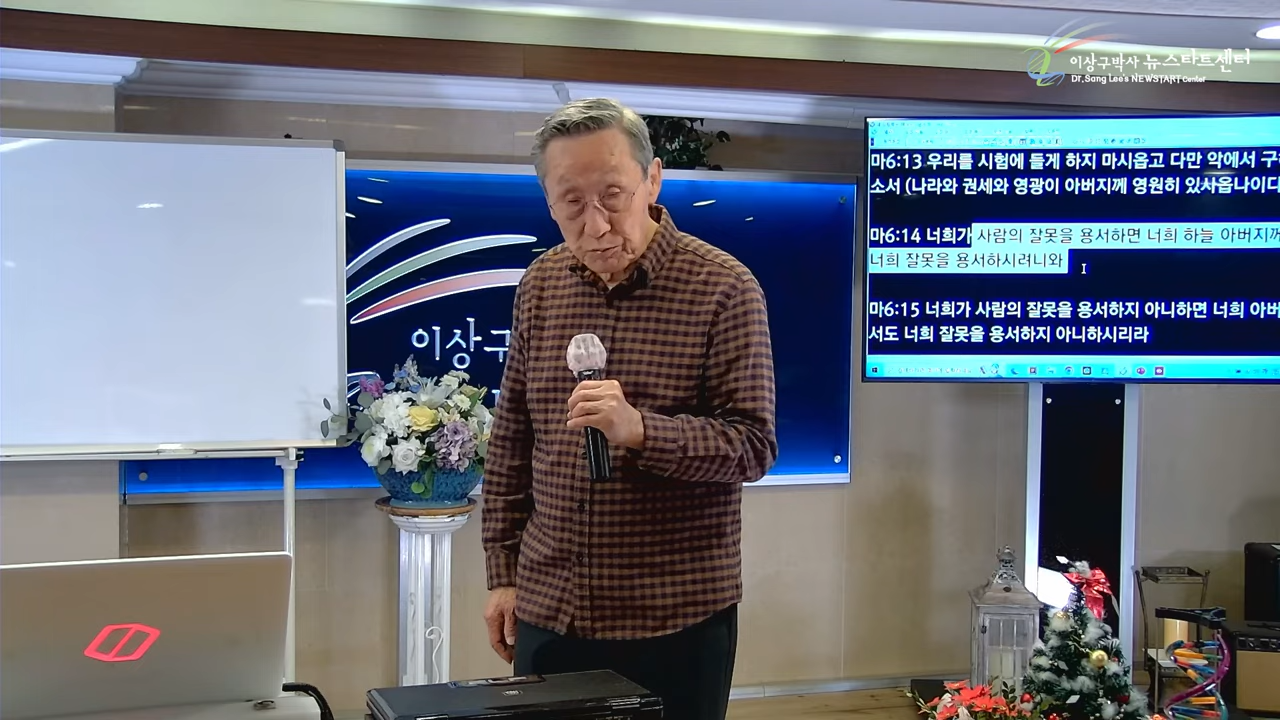 이상구박사 뉴스타트센터
Dr. Sang Lee's NEWSTART Center
마6:13 우리를 시험에 들게 하지 마시옵고 다만 악에서 구
소서 (나라와 권세와 영광이 아버지께 영원히 있사옵나이다
마6:14 너희가 사람의 잘못을 용서하면 너희 하늘 아버지께
너희 잘못을 용서하시려니와
마6:15 너희가 사람의 잘못을 용서하지 아니하면 너희 아버
서도 너희 잘못을 용서하지 아니하시리라
이상구